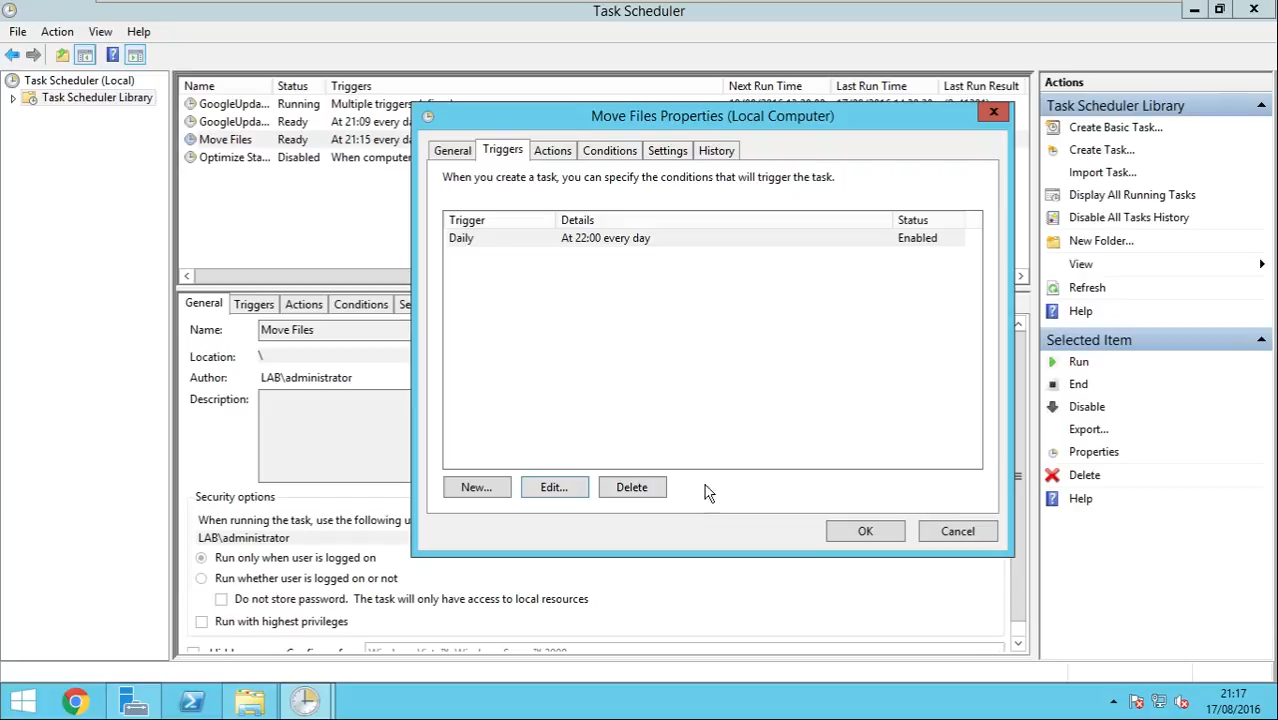 Task Scheduler
File Action View Help
Task Scheduler (Local)
Task Scheduler Library
Name Status Triggers Next Run Time Last Run Time Last Run Result
GoogleUpda... Running Multiple triggers
GoogleUpda... Ready At 21:09 every da
Move Files Ready At 21:15 every da
Optimize Sta... Disabled When computer
Move Files Properties (Local Computer)
General Triggers Actions Conditions Settings History
When you create a task, you can specify the conditions that will trigger the task.
Trigger Details Status
Daily At 22:00 every day Enabled
New... Edit... Delete
OK Cancel
General Triggers Actions Conditions Se
Name: Move Files
Location: \
Author: LAB\administrator
Description:
Security options
When running the task, use the following u
LAB\administrator
Run only when user is logged on
Run whether user is logged on or not
Do not store password. The task will only have access to local resources
Run with highest privileges
Actions
Task Scheduler Library
Create Basic Task...
Create Task...
Import Task...
Display All Running Tasks
Disable All Tasks History
New Folder...
View
Refresh
Help
Selected Item
Run
End
Disable
Export...
Properties
Delete
Help
21:17
17/08/2016